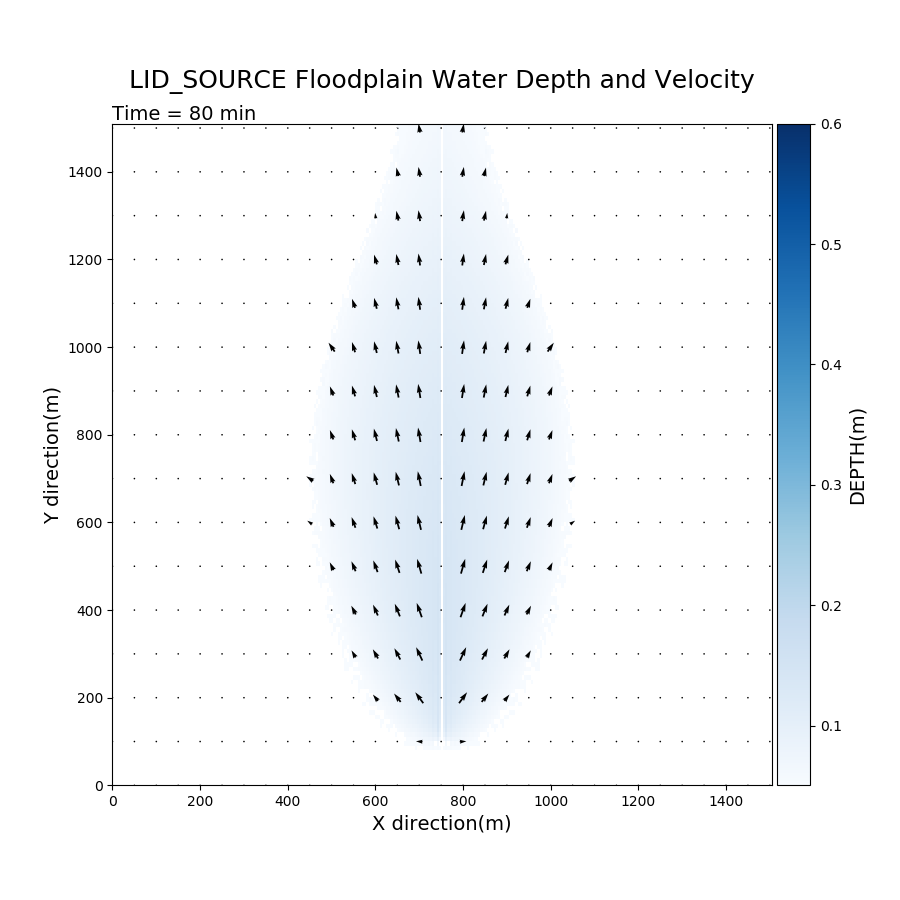 LID_SOURCE Floodplain Water Depth and Velocity
Time = 80 min
1400
1200
1000
800
600
400
200
0
Y direction(m)
0 200 400 600 800 1000 1200 1400
X direction(m)
0.6
0.5
0.4
0.3
0.2
0.1
DEPTH(m)